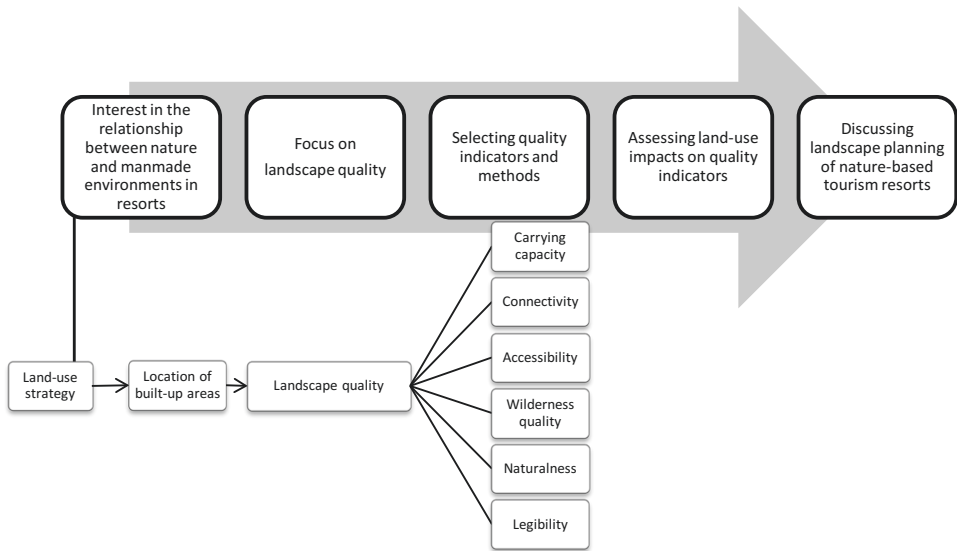 Interest in the
relationship
between nature
and manmade
environments in
resorts
Focus on
landscape quality
Selecting quality
indicators and
methods
Assessing land-use
impacts on quality
indicators
Discussing
landscape planning
of nature-based
tourism resorts
Carrying
capacity
Connectivity
Accessibility
Wilderness
quality
Naturalness
Legibility
Land-use
strategy
Location of
built-up areas
Landscape quality